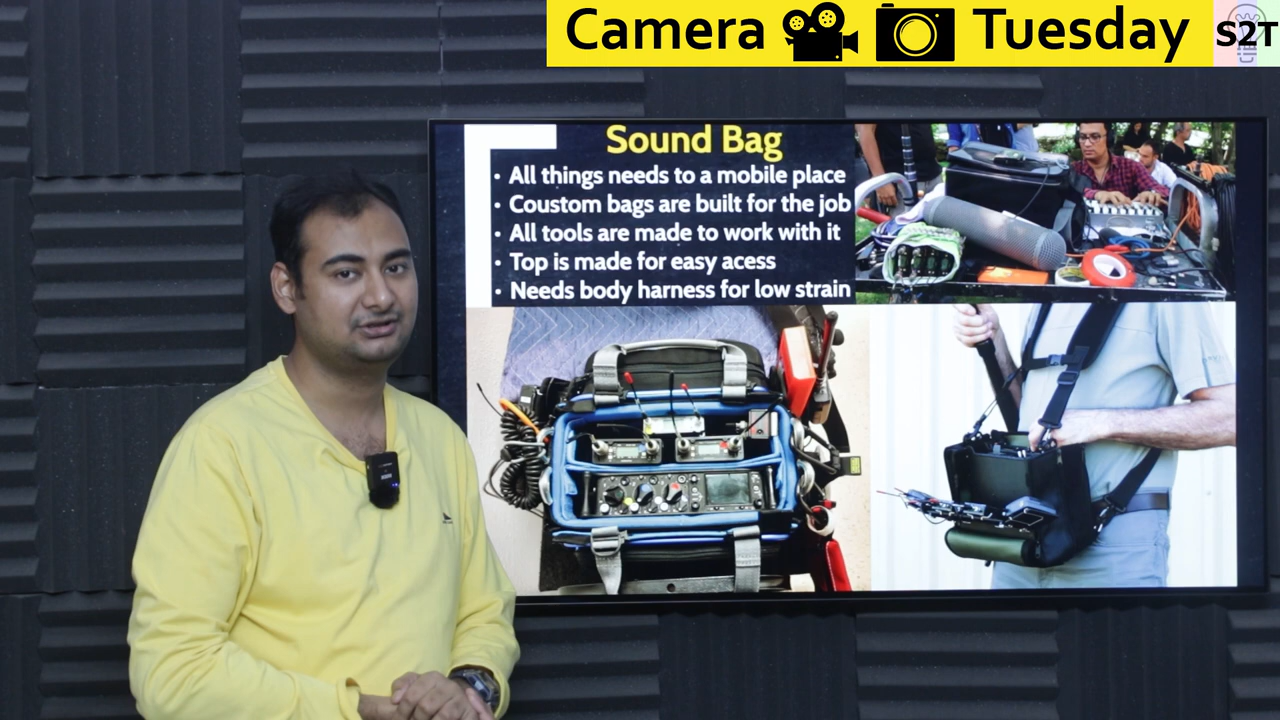 Camera Tuesday
S2T
Sound Bag
• All things needs to a mobile place
• Coustom bags are built for the job
• All tools are made to work with it
• Top is made for easy acess
• Needs body harness for low strain